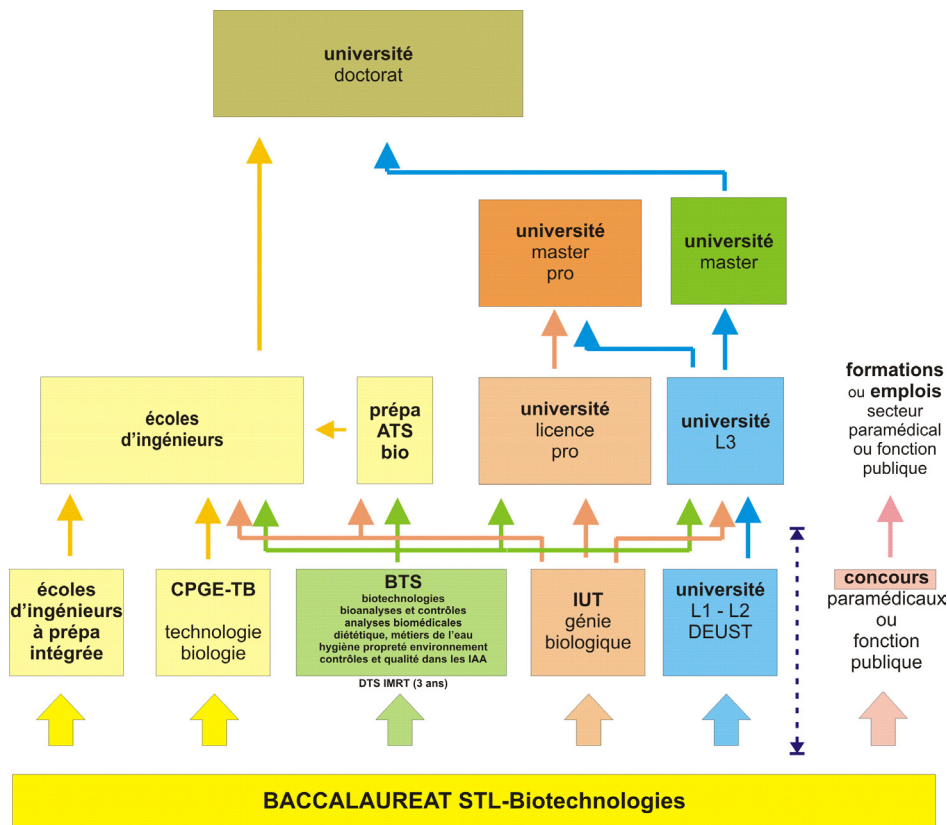 université
doctorat
université
master
pro
université
master
écoles
d'ingénieurs
prépa
ATS
bio
université
licence
pro
université
L3
formations
ou emplois
secteur
paramédical
ou fonction
publique
écoles
d'ingénieurs
à prépa
intégrée
CPGE-TB
technologie
biologie
BTS
biotechnologies
bioanalyses et contrôles
analyses biomédicales
diététique, métiers de l'eau
hygiène propreté environnement
contrôles et qualité dans les IAA
DTS IMRT (3 ans)
IUT
génie
biologique
université
L1 - L2
DEUST
concours
paramédicaux
ou
fonction
publique
BACCALAUREAT STL-Biotechnologies